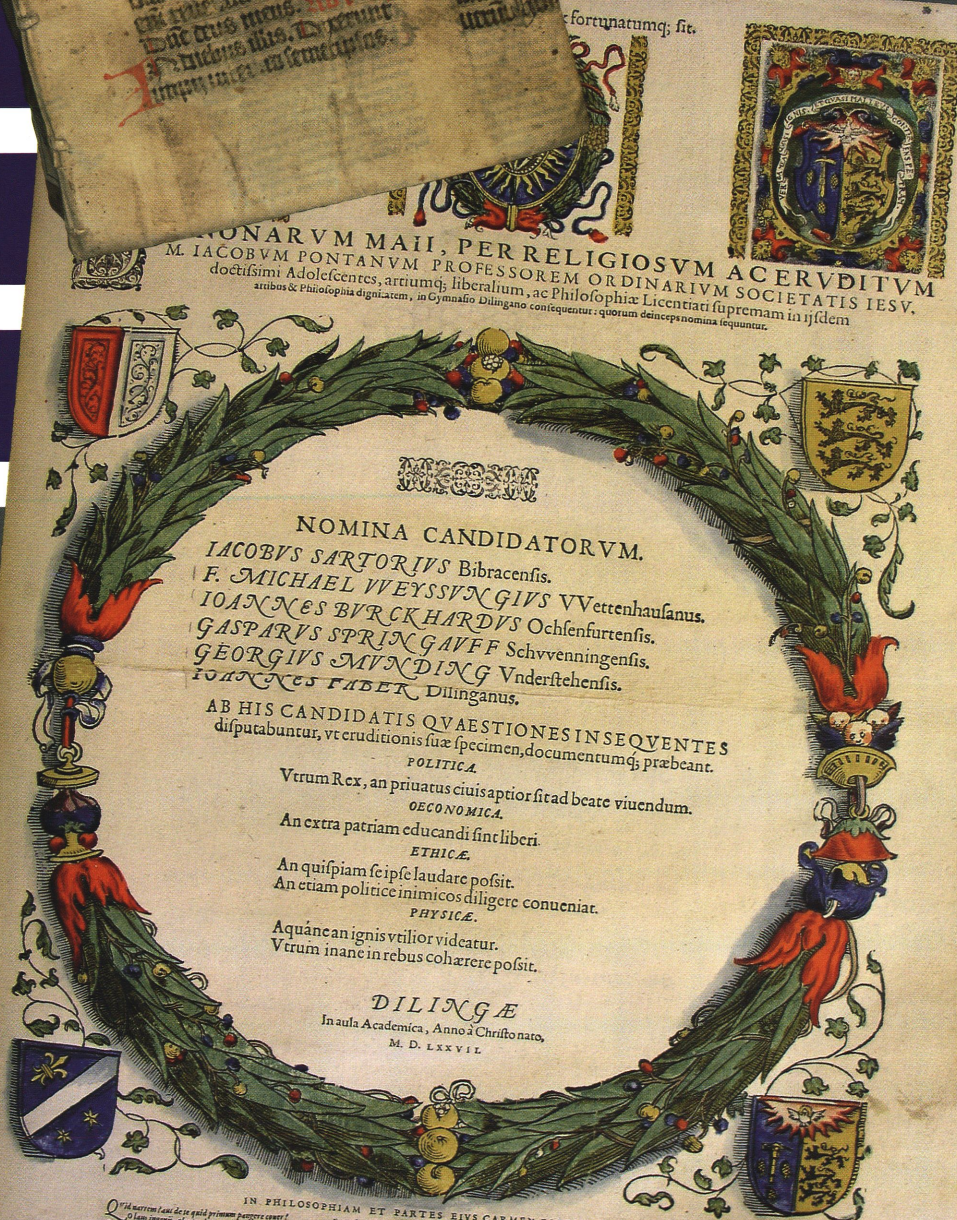 fortunatumq; sit.
NONARVM MAII, PER RELIGIOSVM AC ERVDITVM
M. IACOBVM PONTANVM PROFESSOREM ORDINARIVM SOCIETATIS IESV,
doctissimi Adolescentes, artiumq; liberalium, ac Philosophiæ Licentiati supremam in ijsdem
artibus & Philosophia dignitatem, in Gymnasio Dilingano consequentur: quorum deinceps nomina sequuntur.
NOMINA CANDIDATORVM.
IACOBVS SARTORIVS Bibracensis.
F. MICHAEL VVEYSSVNGIVS VVettenhausanus.
IOANNES BVRCKHARDVS Ochsenfurtensis.
GASPARVS SPRINGAVFF Schvvenningensis.
GEORGIVS MVNDING Vnderstehensis.
IOANNES FABER Dilinganus.
AB HIS CANDIDATIS QVAESTIONES INSEQVENTES
disputabuntur, vt eruditionis suæ specimen, documentumq; præbeant.
POLITICA.
Vtrum Rex, an priuatus ciuis aptior sit ad beate viuendum.
OECONOMICA.
An extra patriam educandi sint liberi.
ETHICÆ.
An quispiam se ipse laudare possit.
An etiam politice inimicos diligere conueniat.
PHYSICÆ.
Aquáne an ignis vtilior videatur.
Vtrum inane in rebus cohærere possit.
DILINGÆ
In aula Academica, Anno à Christo nato,
M. D. LXXVII.
IN PHILOSOPHIAM ET PARTES EIVS CARMEN